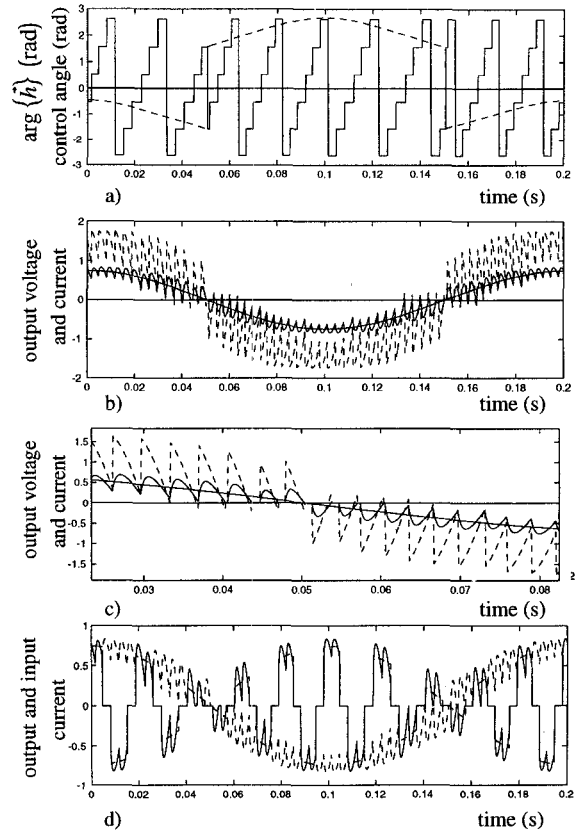 arg {h⃗} (rad)
control angle (rad)
3
2
1
0
-1
-2
-3
0 0.02 0.04 0.06 0.08 0.1 0.12 0.14 0.16 0.18 0.2
a) time (s)
output voltage
and current
2
1
0
-1
-2
0 0.02 0.04 0.06 0.08 0.1 0.12 0.14 0.16 0.18 0.2
b) time (s)
output voltage
and current
1.5
1
0.5
0
-0.5
-1
-1.5
2
0.03 0.04 0.05 0.06 0.07 0.08
c) time (s)
output and input
current
1
0.5
0
-0.5
-1
0 0.02 0.04 0.06 0.08 0.1 0.12 0.14 0.16 0.18 0.2
d) time (s)